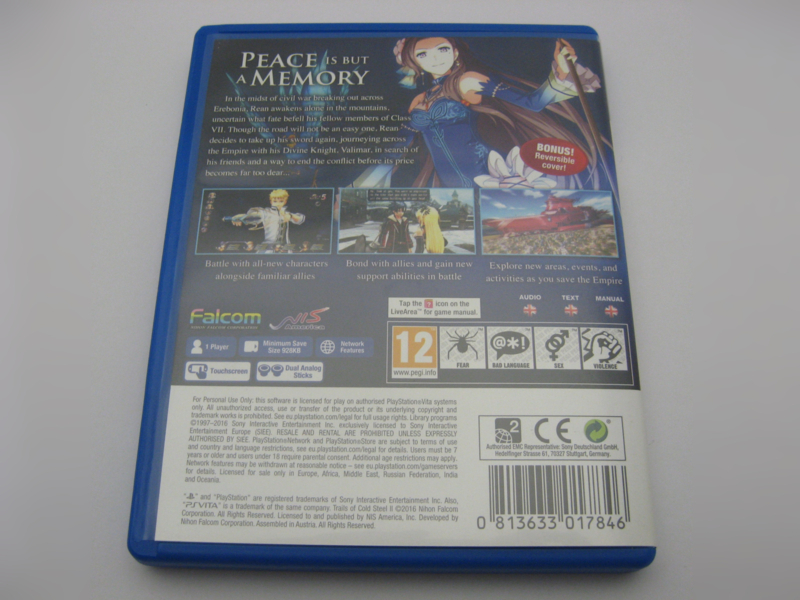 PEACE IS BUT
A MEMORY
In the midst of civil war breaking out across
Erebonia, Rean awakens alone in the mountains,
uncertain what fate befell his fellow members of Class
VII. Though the road will not be an easy one, Rean
decides to take up his sword again, journeying across
the Empire with his Divine Knight, Valimar, in search of
his friends and a way to end the conflict before its price
becomes far too dear...
BONUS!
Reversible
cover!
Battle with all-new characters
alongside familiar allies
Bond with allies and gain new
support abilities in battle
Explore new areas, events, and
activities as you save the Empire
Falcom
NIHON FALCOM CORPORATION
NIS
America
Tap the icon on the
LiveArea™ for game manual.
AUDIO TEXT MANUAL
1 Player
Minimum Save
Size 928KB
Network
Features
Touchscreen
Dual Analog
Sticks
12
www.pegi.info
FEAR
@*!
BAD LANGUAGE
SEX
VIOLENCE
For Personal Use Only: this software is licensed for play on authorised PlayStation®Vita systems
only. All unauthorized access, use or transfer of the product or its underlying copyright and
trademark works is prohibited. See eu.playstation.com/legal for full usage rights. Library programs
©1997-2016 Sony Interactive Entertainment Inc. exclusively licensed to Sony Interactive
Entertainment Europe (SIEE). RESALE AND RENTAL ARE PROHIBITED UNLESS EXPRESSLY
AUTHORISED BY SIEE. PlayStation®Network and PlayStation®Store are subject to terms of use
and country and language restrictions, see eu.playstation.com/legal for details. Users must be 7
years or older and users under 18 require parental consent. Additional age restrictions may apply.
Network features may be withdrawn at reasonable notice – see eu.playstation.com/gameservers
for details. Licensed for sale only in Europe, Africa, Middle East, Russian Federation, India
and Oceania.
" " and "PlayStation" are registered trademarks of Sony Interactive Entertainment Inc. Also,
"PSVITA" is a trademark of the same company. Trails of Cold Steel II ©2016 Nihon Falcom
Corporation. All Rights Reserved. Licensed to and published by NIS America, Inc. Developed by
Nihon Falcom Corporation. Assembled in Austria. All Rights Reserved.
2
CE
Authorised EMC Representative: Sony Deutschland GmbH,
Hedelfinger Strasse 61, 70327 Stuttgart, Germany.
0 813633 017846